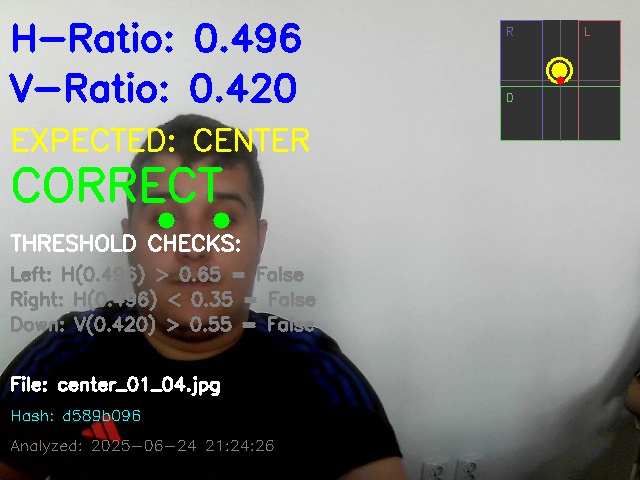 H-Ratio: 0.496
V-Ratio: 0.420
EXPECTED: CENTER
CORRECT
THRESHOLD CHECKS:
Left: H(0.496) > 0.65 = False
Right: H(0.496) < 0.35 = False
Down: V(0.420) > 0.55 = False
File: center_01_04.jpg
Hash: d589b096
Analyzed: 2025-06-24 21:24:26
R
L
D